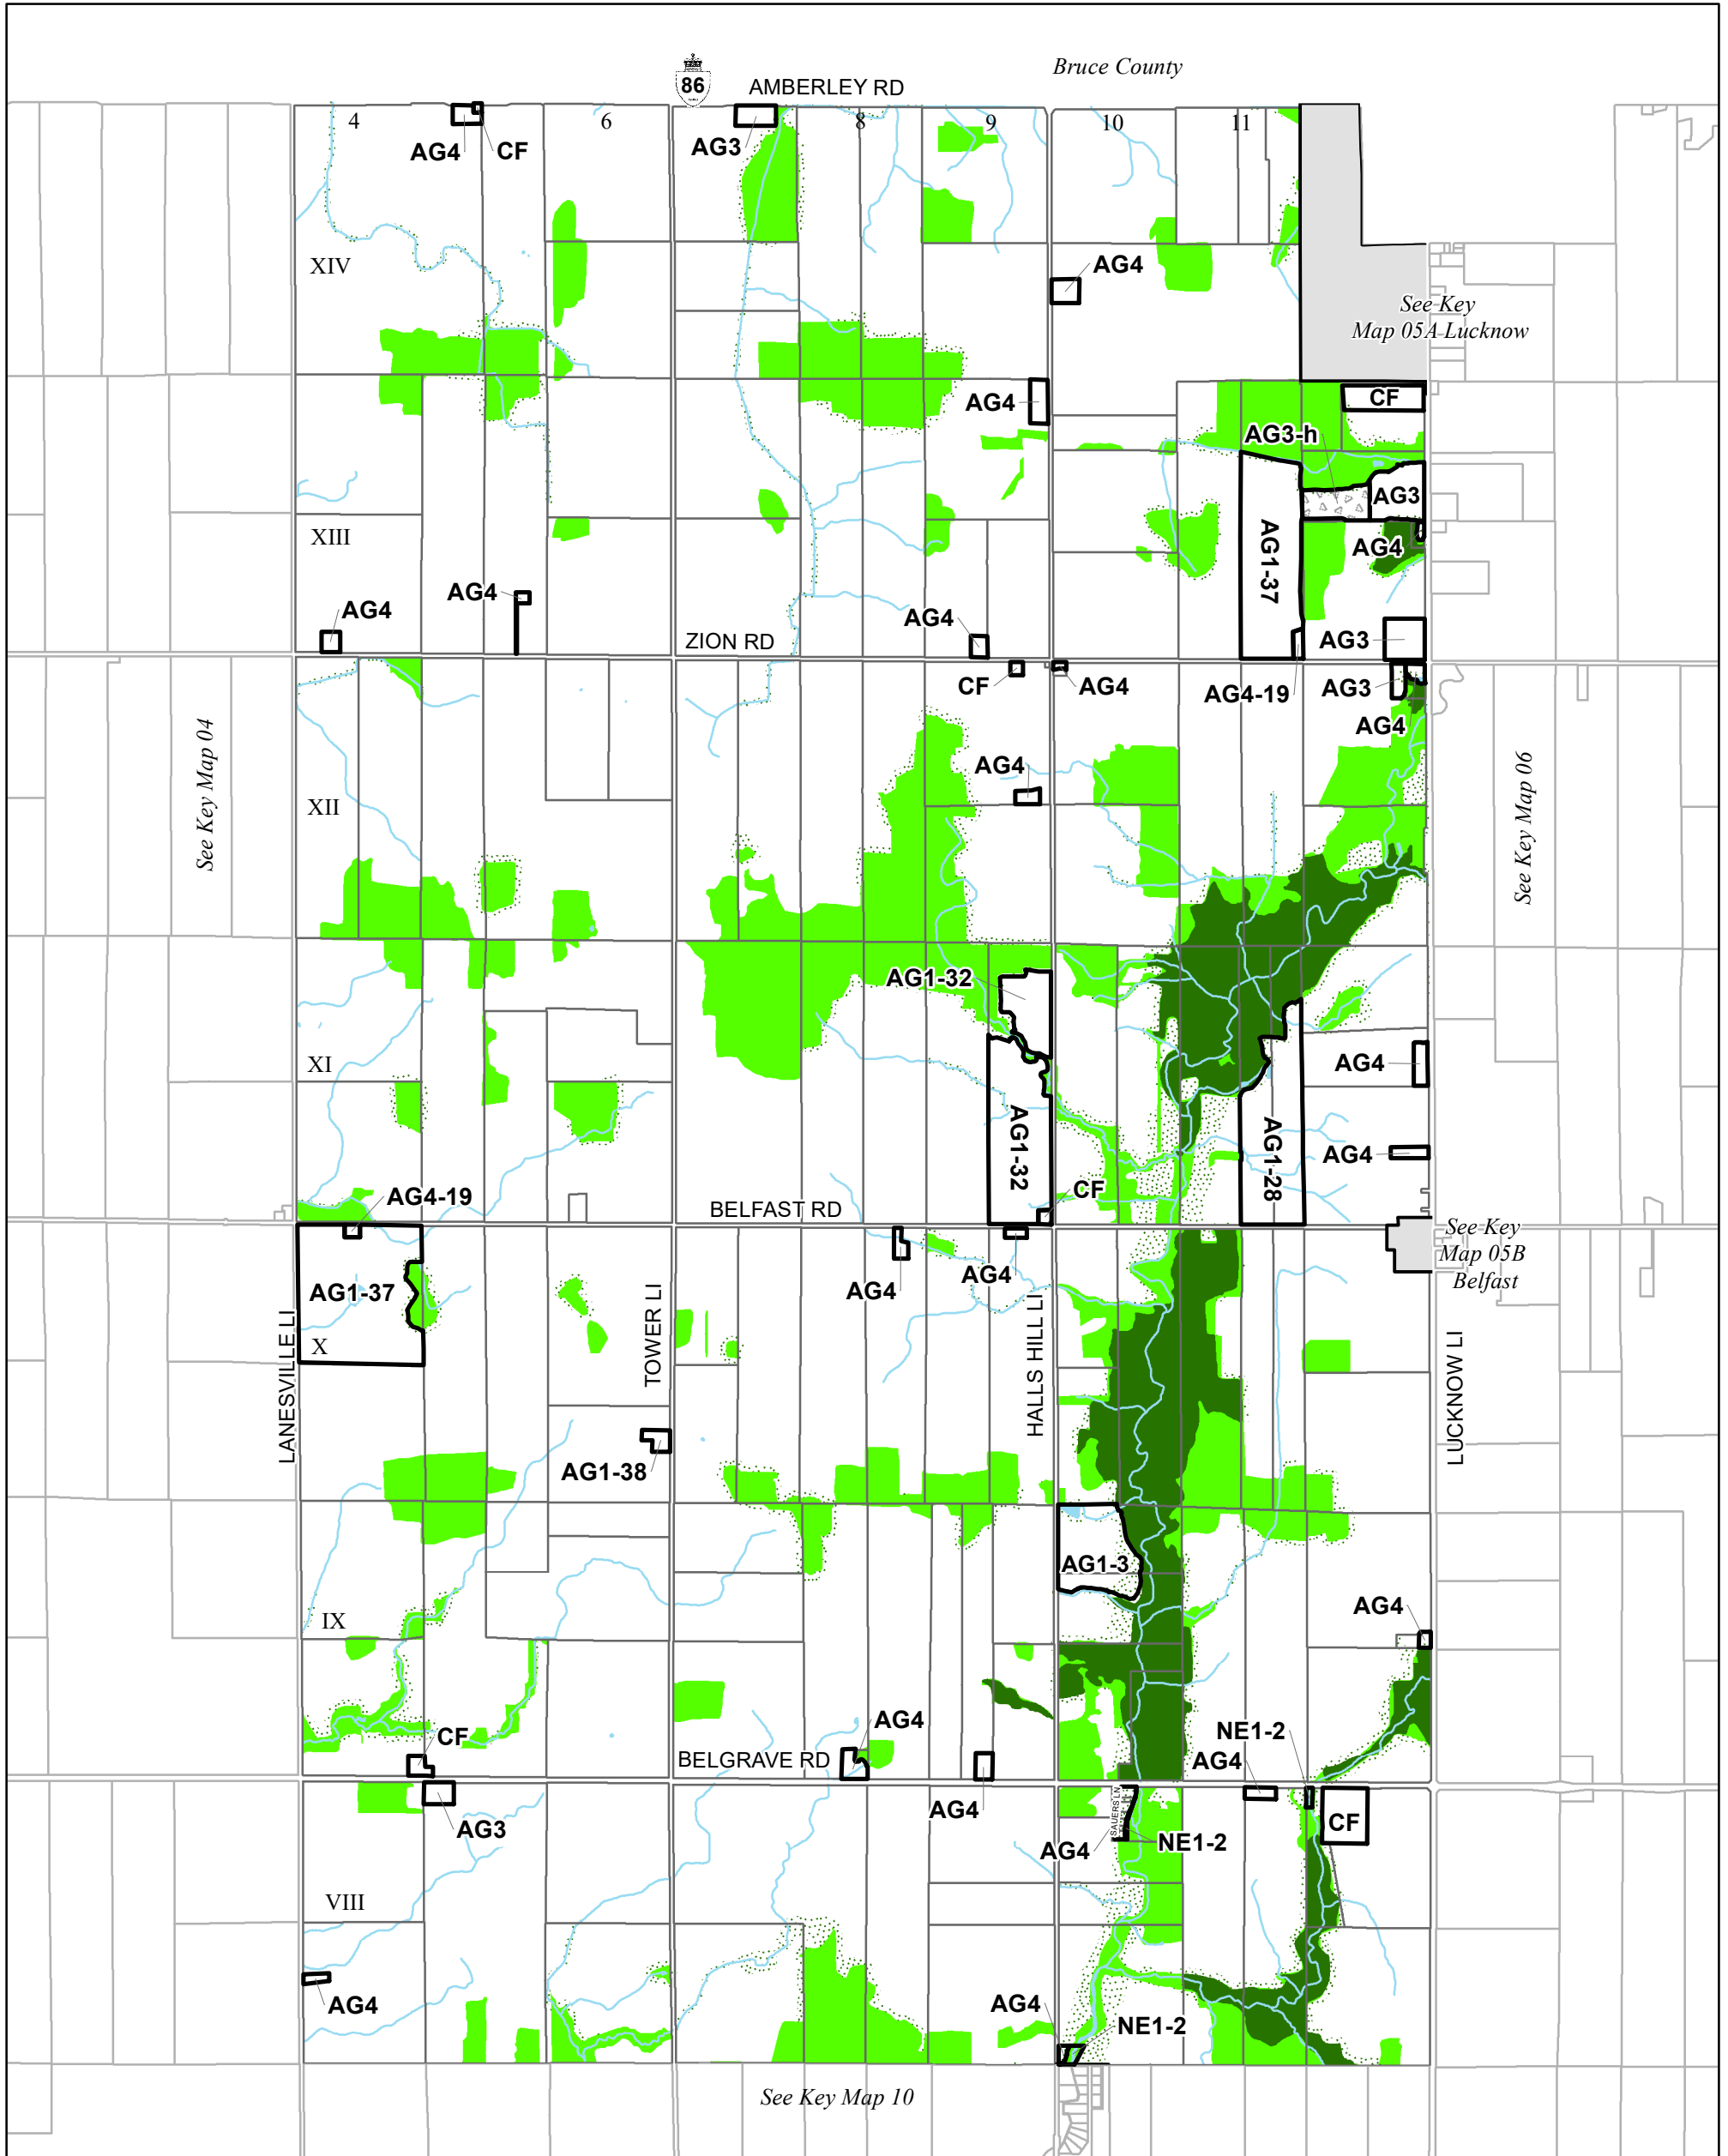 Bruce County
86
AMBERLEY RD
4
6
8
9
10
11
AG4
CF
AG3
XIV
AG4
See Key
Map 05A Lucknow
AG4
CF
AG3-h
AG3
XIII
AG1-37
AG4
AG4
AG4
AG4
ZION RD
AG3
CF
AG4
AG4-19
AG3
AG4
See Key Map 04
XII
AG4
See Key Map 06
AG1-32
XI
AG4
AG1-32
AG1-28
AG4
AG4-19
CF
BELFAST RD
See Key
Map 05B
Belfast
AG1-37
AG4
AG4
X
LANESVILLE LI
TOWER LI
HALLS HILL LI
LUCKNOW LI
AG1-38
AG1-3
IX
AG4
CF
AG4
NE1-2
BELGRAVE RD
AG4
AG3
AG4
SAUERS LN
CF
AG4
NE1-2
VIII
AG4
AG4
NE1-2
See Key Map 10